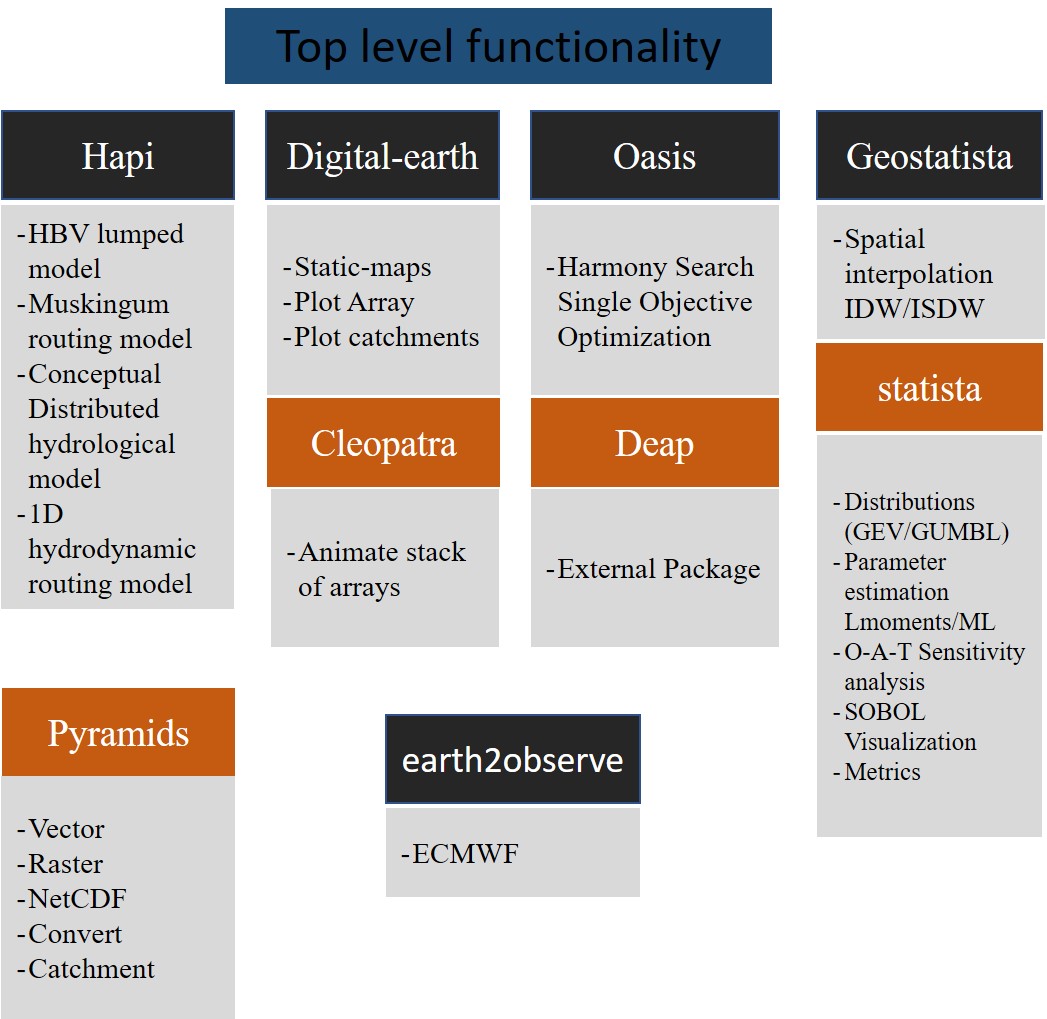 Top level functionality
Hapi
-HBV lumped
model
-Muskingum
routing model
-Conceptual
Distributed
hydrological
model
-1D
hydrodynamic
routing model
Digital-earth
-Static-maps
-Plot Array
-Plot catchments
Cleopatra
-Animate stack
of arrays
Oasis
-Harmony Search
Single Objective
Optimization
Deap
-External Package
Geostatista
-Spatial
interpolation
IDW/ISDW
statista
-Distributions
(GEV/GUMBL)
-Parameter
estimation
Lmoments/ML
-O-A-T Sensitivity
analysis
-SOBOL
Visualization
-Metrics
Pyramids
-Vector
-Raster
-NetCDF
-Convert
-Catchment
earth2observe
-ECMWF